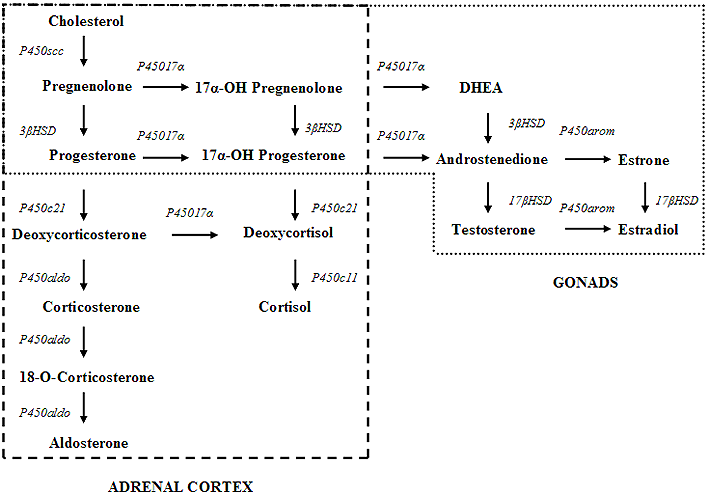 Cholesterol
P450scc
P45017α
P45017α
Pregnenolone
17α-OH Pregnenolone
DHEA
3βHSD
P45017α
3βHSD
P45017α
3βHSD
P450arom
Progesterone
17α-OH Progesterone
Androstenedione
Estrone
P450c21
P45017α
P450c21
17βHSD
P450arom
17βHSD
Deoxycorticosterone
Deoxycortisol
Testosterone
Estradiol
P450aldo
P450c11
GONADS
Corticosterone
Cortisol
P450aldo
18-O-Corticosterone
P450aldo
Aldosterone
ADRENAL CORTEX